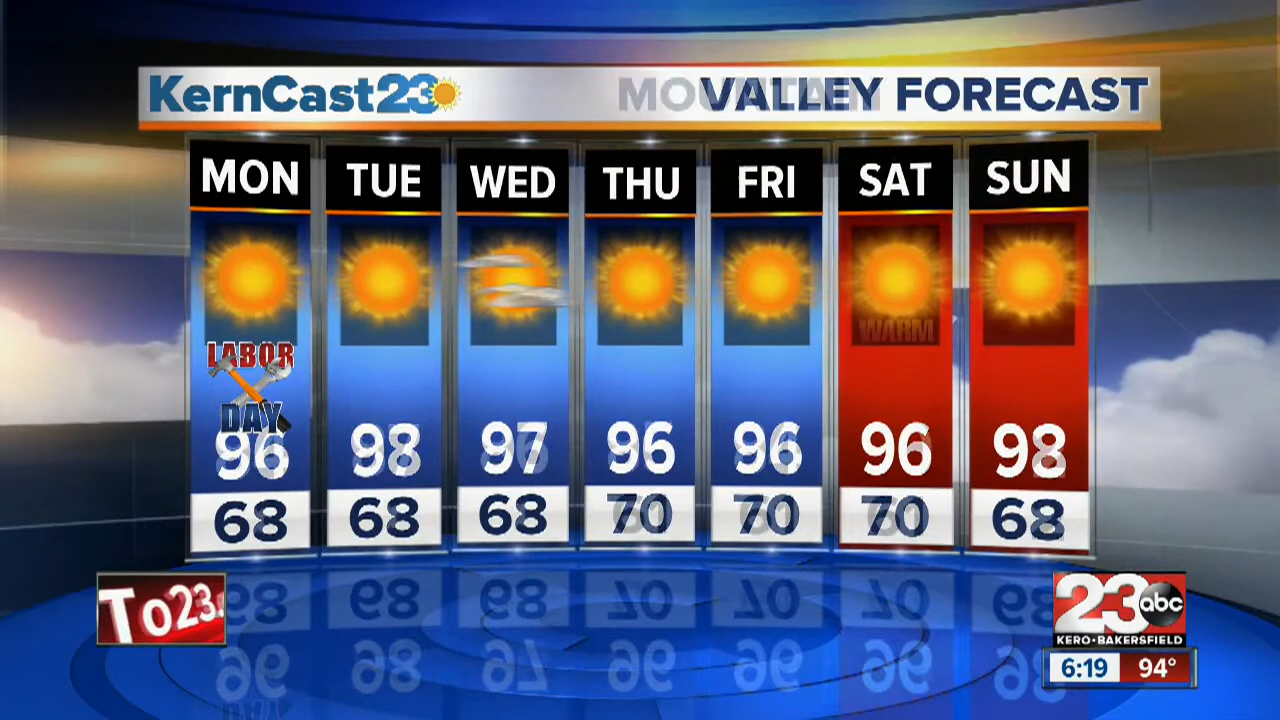 KernCast23
VALLEY FORECAST
MON TUE WED THU FRI SAT SUN
WARM
LABOR
DAY
96 98 97 96 96 96 98
68 68 68 70 70 70 68
To23.
23 abc
KERO•BAKERSFIELD
6:19 94°